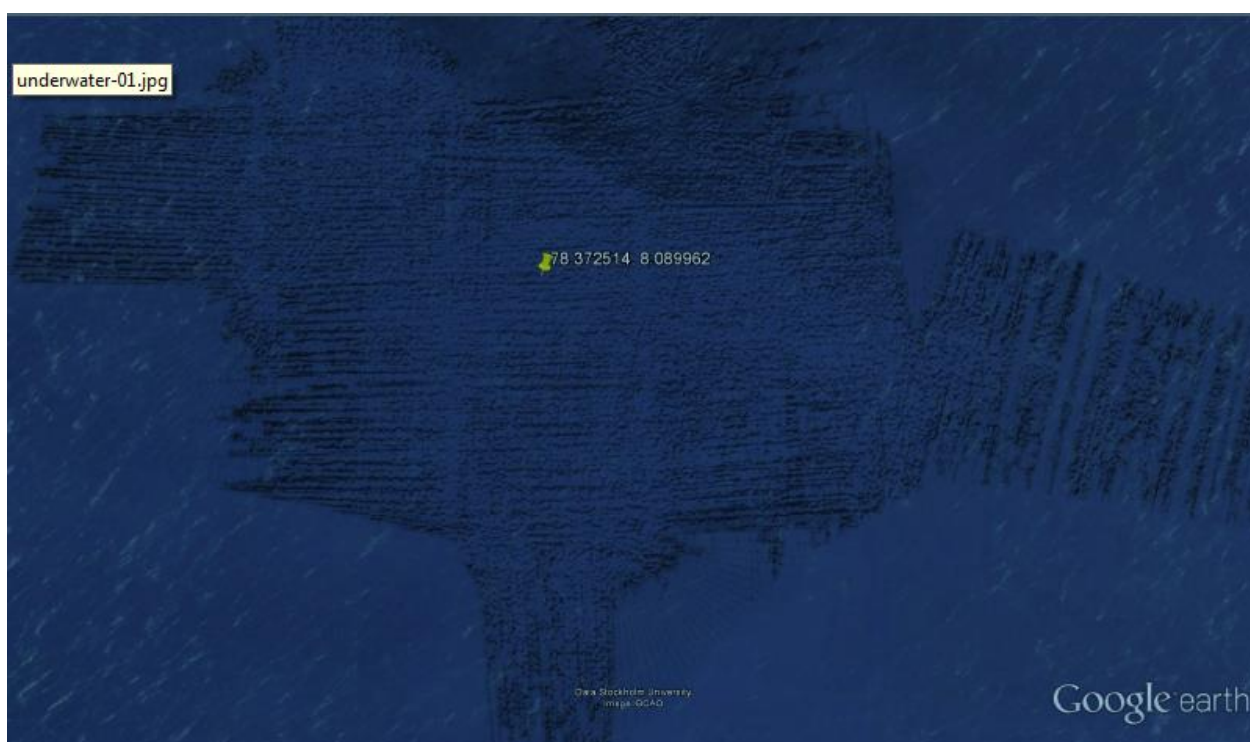 underwater-01.jpg
78.372514 8.089962
Data Stockholm University
Image IBCAO
Google earth